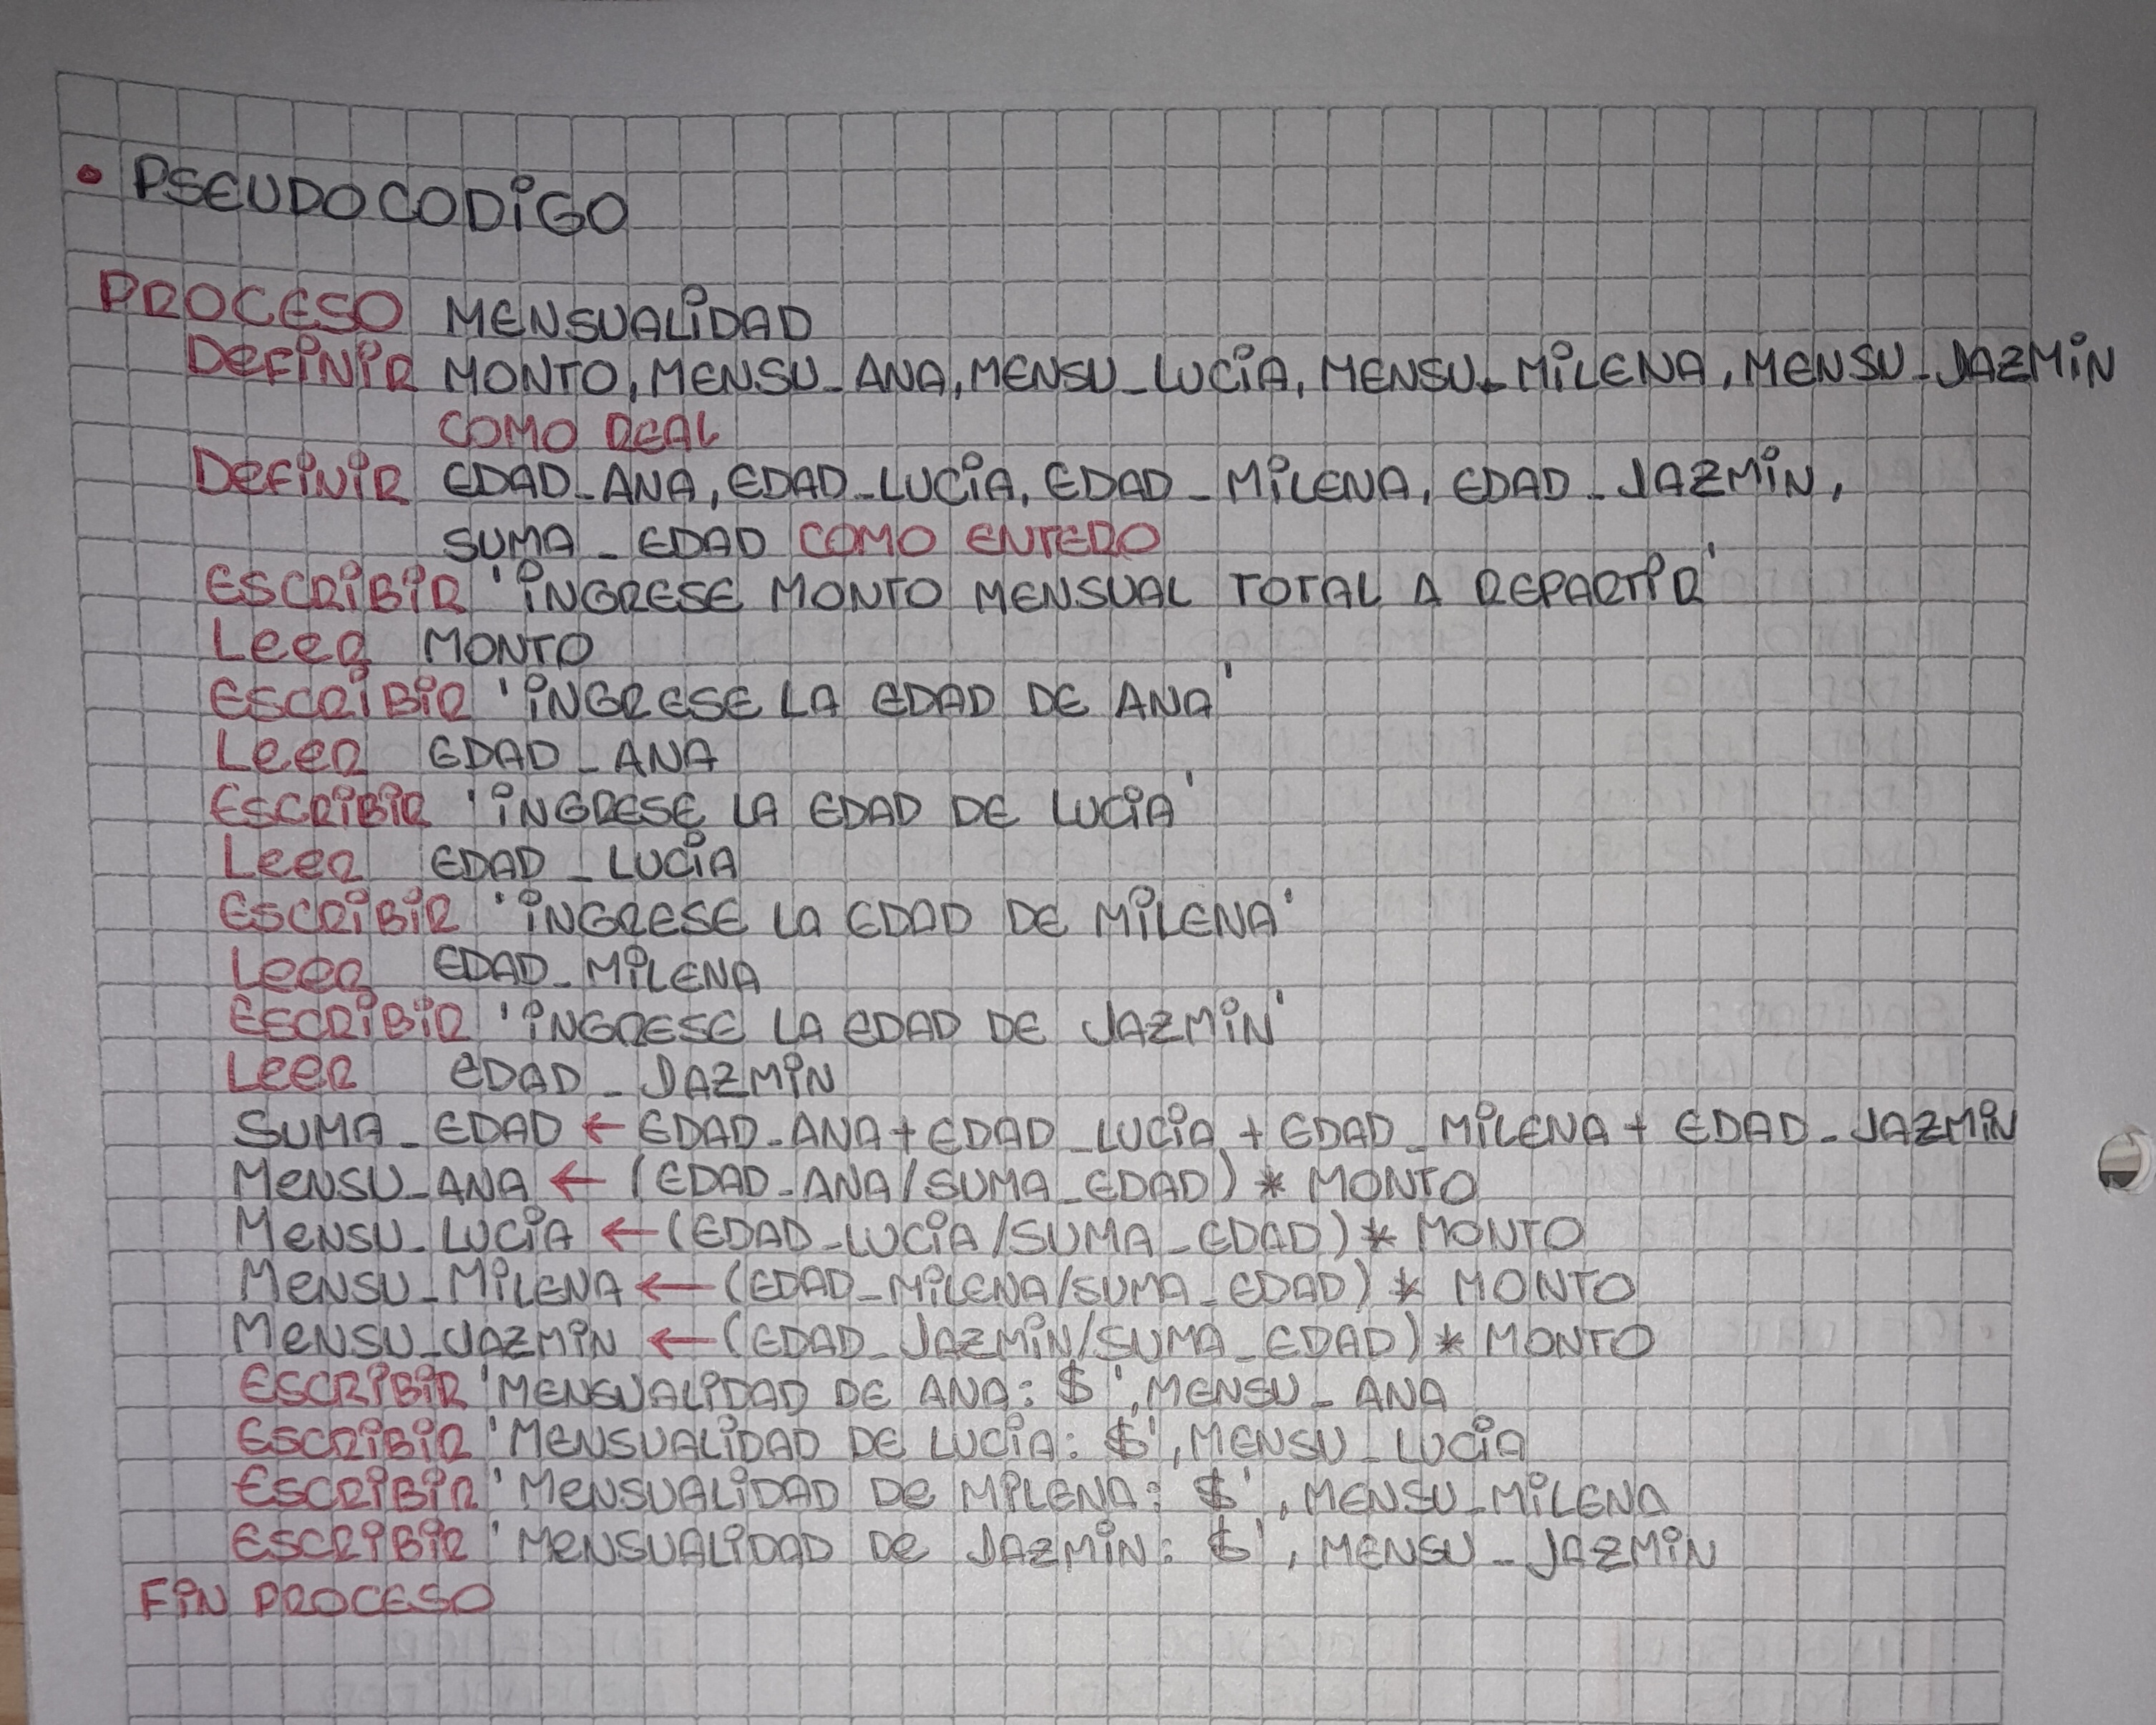 • PSEUDOCODIGO
PROCESO MENSUALIDAD
DEFINIR MONTO, MENSU_ANA, MENSU_LUCIA, MENSU_MILENA, MENSU_JAZMIN
COMO REAL
DEFINIR EDAD_ANA, EDAD_LUCIA, EDAD_MILENA, EDAD_JAZMIN,
SUMA_EDAD COMO ENTERO
ESCRIBIR 'INGRESE MONTO MENSUAL TOTAL A REPARTIR'
LEER MONTO
ESCRIBIR 'INGRESE LA EDAD DE ANA'
LEER EDAD_ANA
ESCRIBIR 'INGRESE LA EDAD DE LUCIA'
LEER EDAD_LUCIA
ESCRIBIR 'INGRESE LA EDAD DE MILENA'
LEER EDAD_MILENA
ESCRIBIR 'INGRESE LA EDAD DE JAZMIN'
LEER EDAD_JAZMIN
SUMA_EDAD ← EDAD_ANA + EDAD_LUCIA + EDAD_MILENA + EDAD_JAZMIN
MENSU_ANA ← (EDAD_ANA/SUMA_EDAD) * MONTO
MENSU_LUCIA ← (EDAD_LUCIA/SUMA_EDAD) * MONTO
MENSU_MILENA ← (EDAD_MILENA/SUMA_EDAD) * MONTO
MENSU_JAZMIN ← (EDAD_JAZMIN/SUMA_EDAD) * MONTO
ESCRIBIR 'MENSUALIDAD DE ANA: $', MENSU_ANA
ESCRIBIR 'MENSUALIDAD DE LUCIA: $', MENSU_LUCIA
ESCRIBIR 'MENSUALIDAD DE MILENA: $', MENSU_MILENA
ESCRIBIR 'MENSUALIDAD DE JAZMIN: $', MENSU_JAZMIN
FIN PROCESO